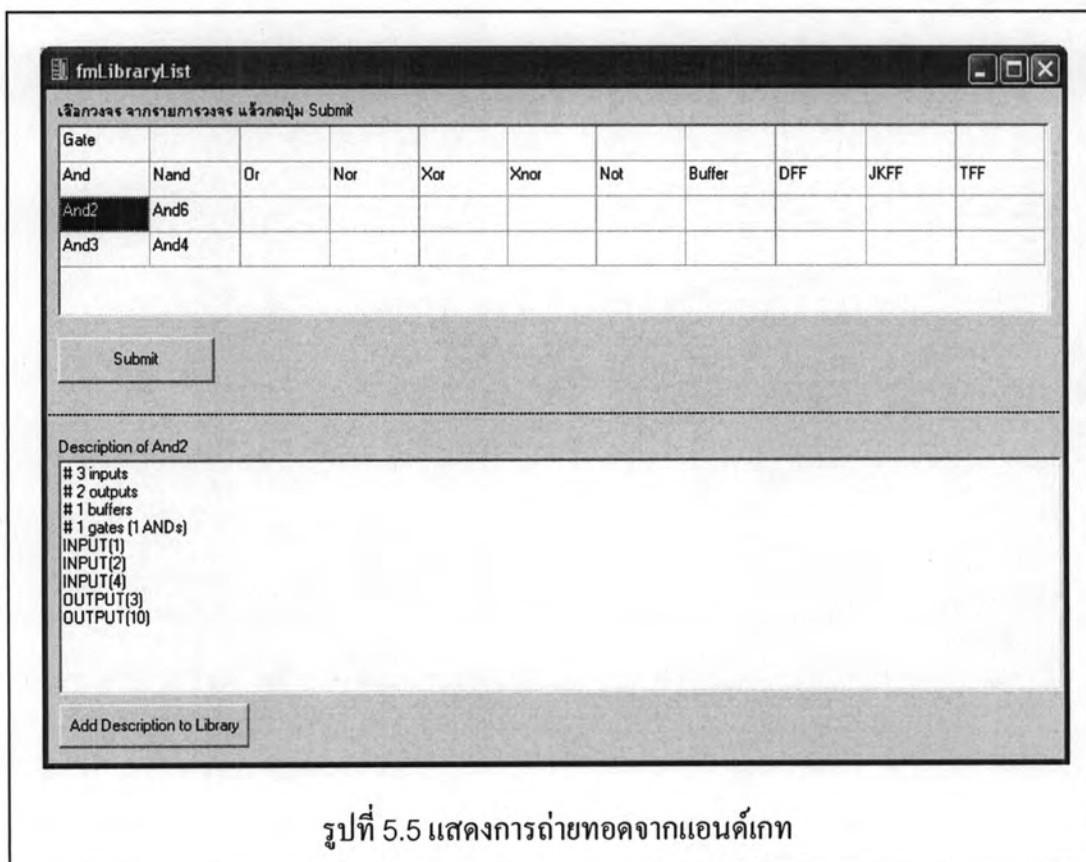 fmLibraryList
เลือกวงจร จากรายการวงจร แล้วกดปุ่ม Submit
Gate
And Nand Or Nor Xor Xnor Not Buffer DFF JKFF TFF
And2 And6
And3 And4
Submit
Description of And2
# 3 inputs
# 2 outputs
# 1 buffers
# 1 gates (1 ANDs)
INPUT(1)
INPUT(2)
INPUT(4)
OUTPUT(3)
OUTPUT(10)
Add Description to Library
รูปที่ 5.5 แสดงการถ่ายทอดจากแอนด์เกท